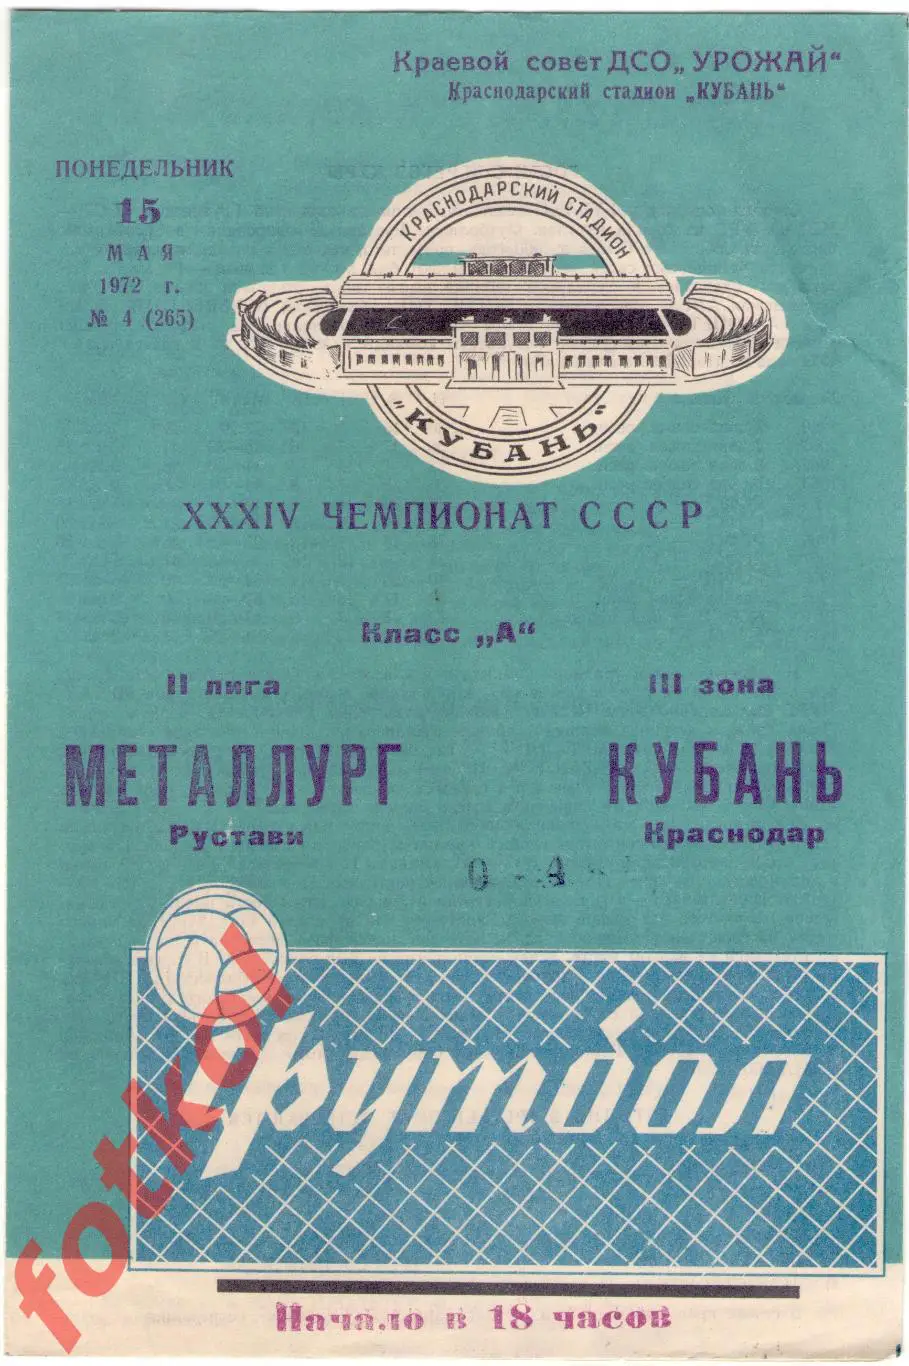 Краевой совет ДСО „УРОЖАЙ“
Краснодарский стадион „КУБАНЬ“
ПОНЕДЕЛЬНИК
15
МАЯ
1972 г.
№ 4 (265)
КРАСНОДАРСКИЙ СТАДИОН
„КУБАНЬ“
XXXIV ЧЕМПИОНАТ СССР
Класс „А“
II лига III зона
МЕТАЛЛУРГ КУБАНЬ
Рустави Краснодар
0 - 4
Футбол
fotkol
Начало в 18 часов